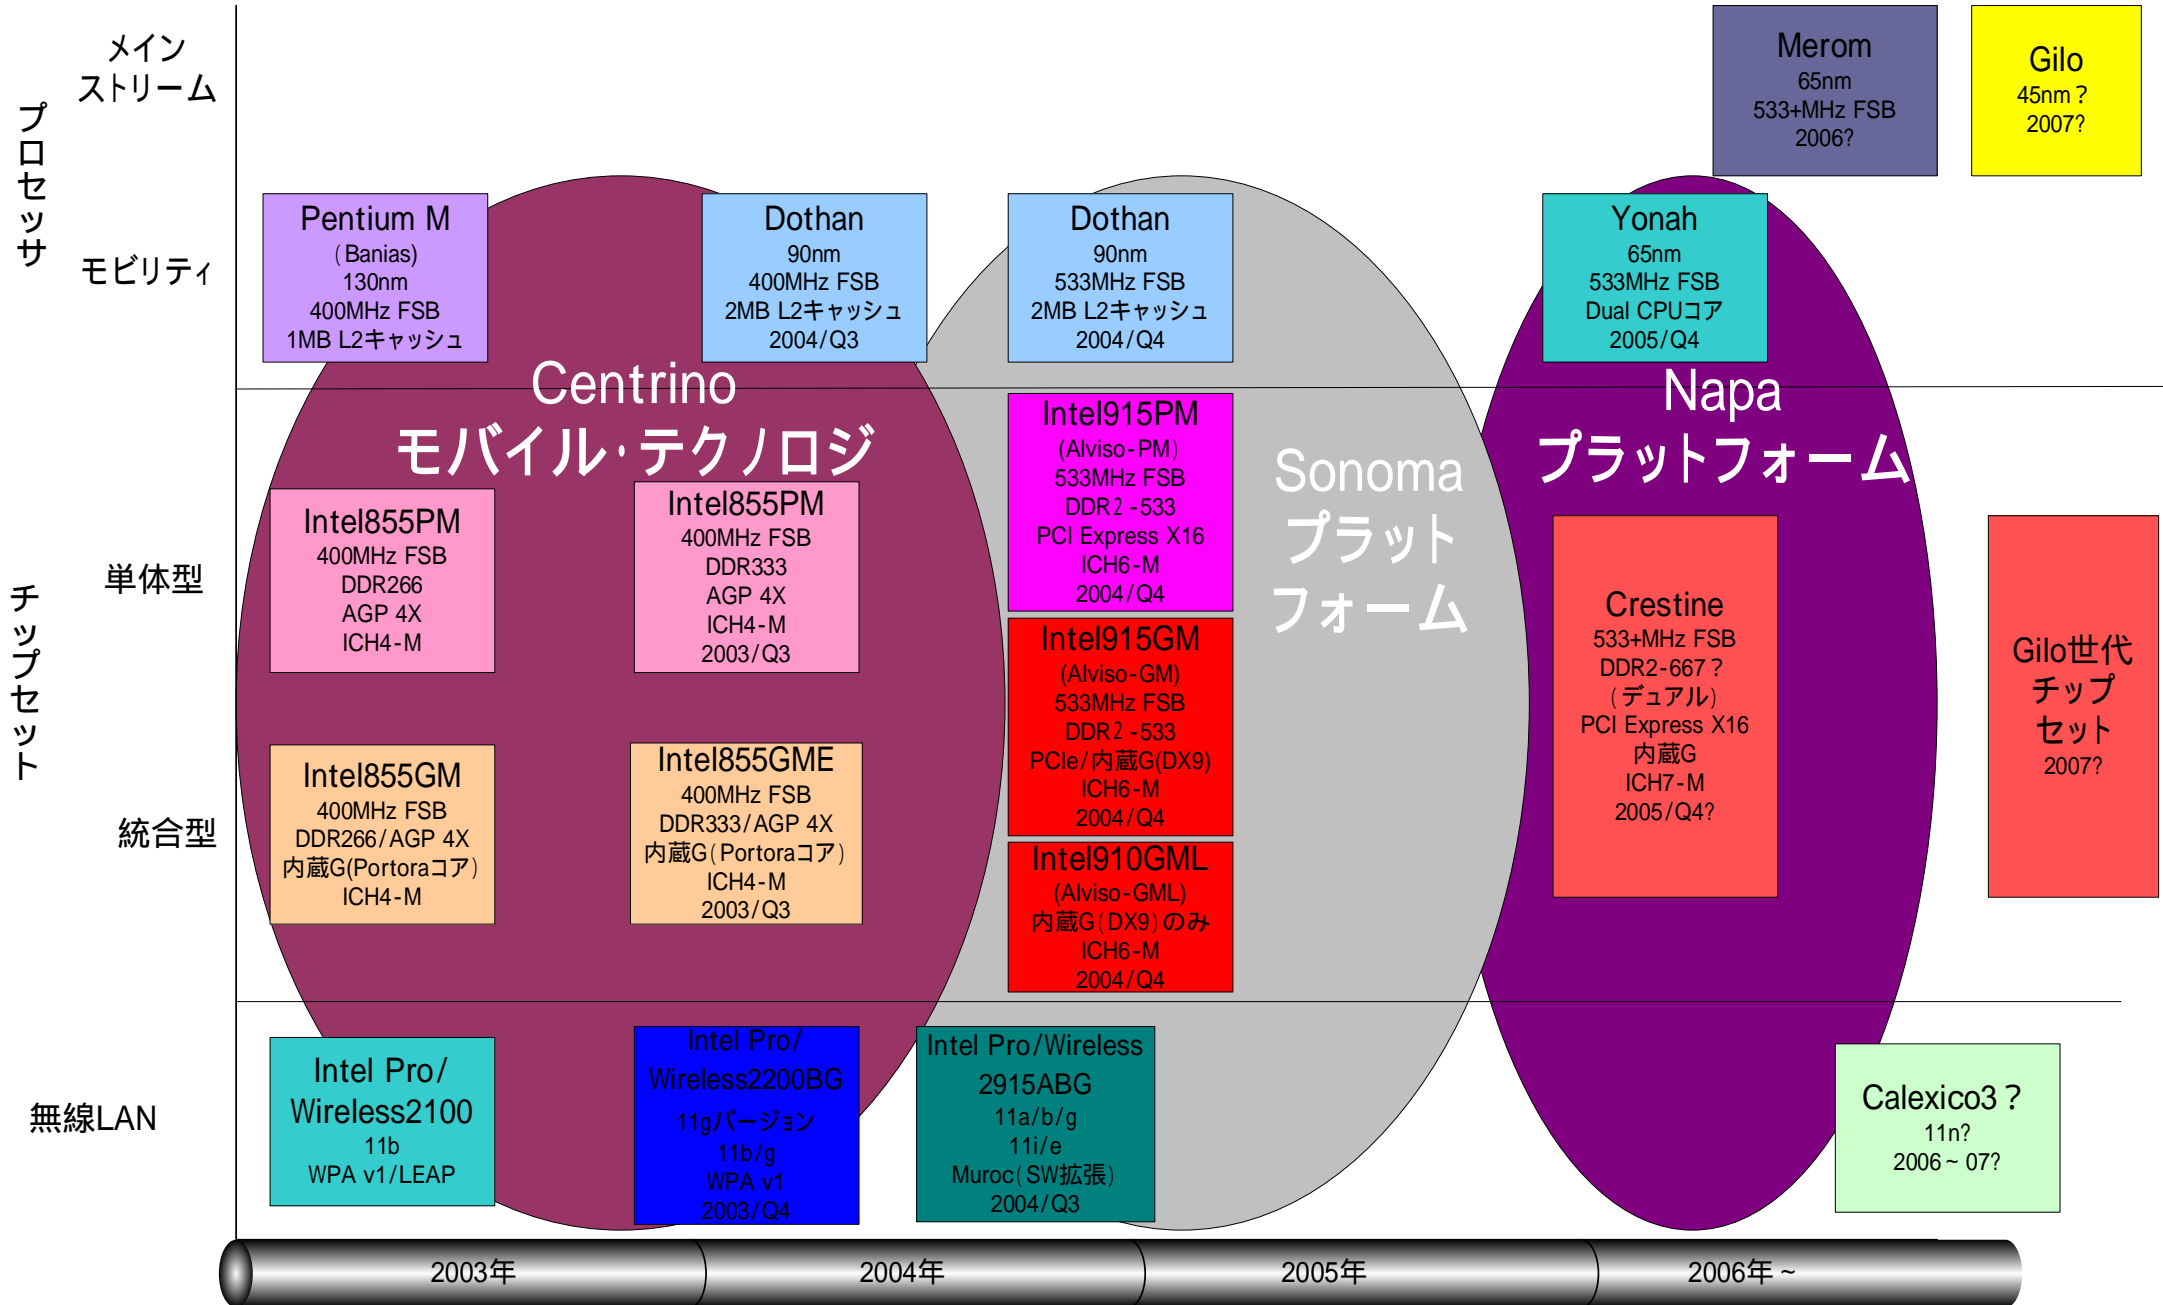 プロセッサ
メイン
ストリーム
Merom
65nm
533+MHz FSB
2006?
Gilo
45nm？
2007?
モビリティ
Pentium M
(Banias)
130nm
400MHz FSB
1MB L2キャッシュ
Dothan
90nm
400MHz FSB
2MB L2キャッシュ
2004/Q3
Dothan
90nm
533MHz FSB
2MB L2キャッシュ
2004/Q4
Yonah
65nm
533MHz FSB
Dual CPUコア
2005/Q4
Centrino
モバイル・テクノロジ
Sonoma
プラット
フォーム
Napa
プラットフォーム
チップセット
単体型
Intel855PM
400MHz FSB
DDR266
AGP 4X
ICH4-M
Intel855PM
400MHz FSB
DDR333
AGP 4X
ICH4-M
2003/Q3
Intel915PM
(Alviso-PM)
533MHz FSB
DDR2-533
PCI Express X16
ICH6-M
2004/Q4
Intel915GM
(Alviso-GM)
533MHz FSB
DDR2-533
PCIe/内蔵G(DX9)
ICH6-M
2004/Q4
Crestine
533+MHz FSB
DDR2-667？
(デュアル)
PCI Express X16
内蔵G
ICH7-M
2005/Q4?
Gilo世代
チップ
セット
2007?
統合型
Intel855GM
400MHz FSB
DDR266/AGP 4X
内蔵G(Portoraコア)
ICH4-M
Intel855GME
400MHz FSB
DDR333/AGP 4X
内蔵G(Portoraコア)
ICH4-M
2003/Q3
Intel910GML
(Alviso-GML)
内蔵G(DX9)のみ
ICH6-M
2004/Q4
無線LAN
Intel Pro/
Wireless2100
11b
WPA v1/LEAP
Intel Pro/
Wireless2200BG
11gバージョン
11b/g
WPA v1
2003/Q4
Intel Pro/Wireless
2915ABG
11a/b/g
11i/e
Muroc(SW拡張)
2004/Q3
Calexico3？
11n?
2006~07?
2003年
2004年
2005年
2006年~